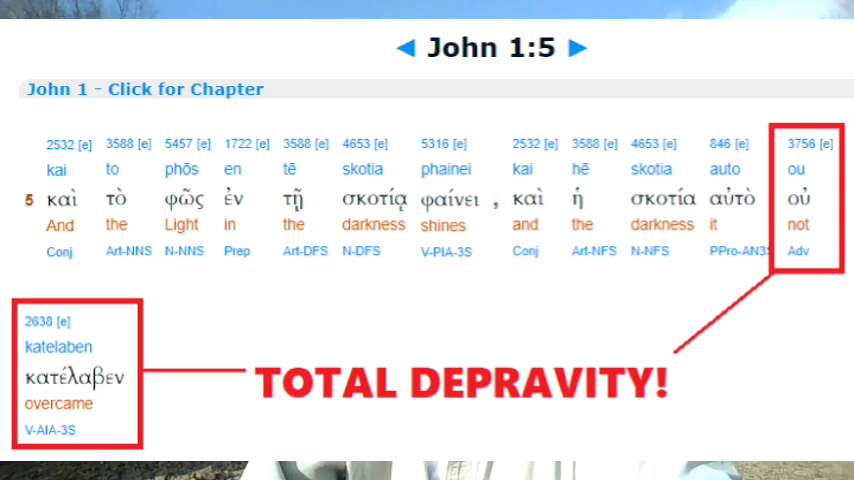 ◄ John 1:5 ►
John 1 - Click for Chapter
2532 [e] 3588 [e] 5457 [e] 1722 [e] 3588 [e] 4653 [e] 5316 [e] 2532 [e] 3588 [e] 4653 [e] 846 [e] 3756 [e]
kai to phōs en tē skotia phainei kai hē skotia auto ou
5 καὶ τὸ φῶς ἐν τῇ σκοτίᾳ φαίνει , καὶ ἡ σκοτία αὐτὸ οὐ
And the Light in the darkness shines and the darkness it not
Conj Art-NNS N-NNS Prep Art-DFS N-DFS V-PIA-3S Conj Art-NFS N-NFS PPro-AN3S Adv
2638 [e]
katelaben
κατέλαβεν
overcame
V-AIA-3S
TOTAL DEPRAVITY!